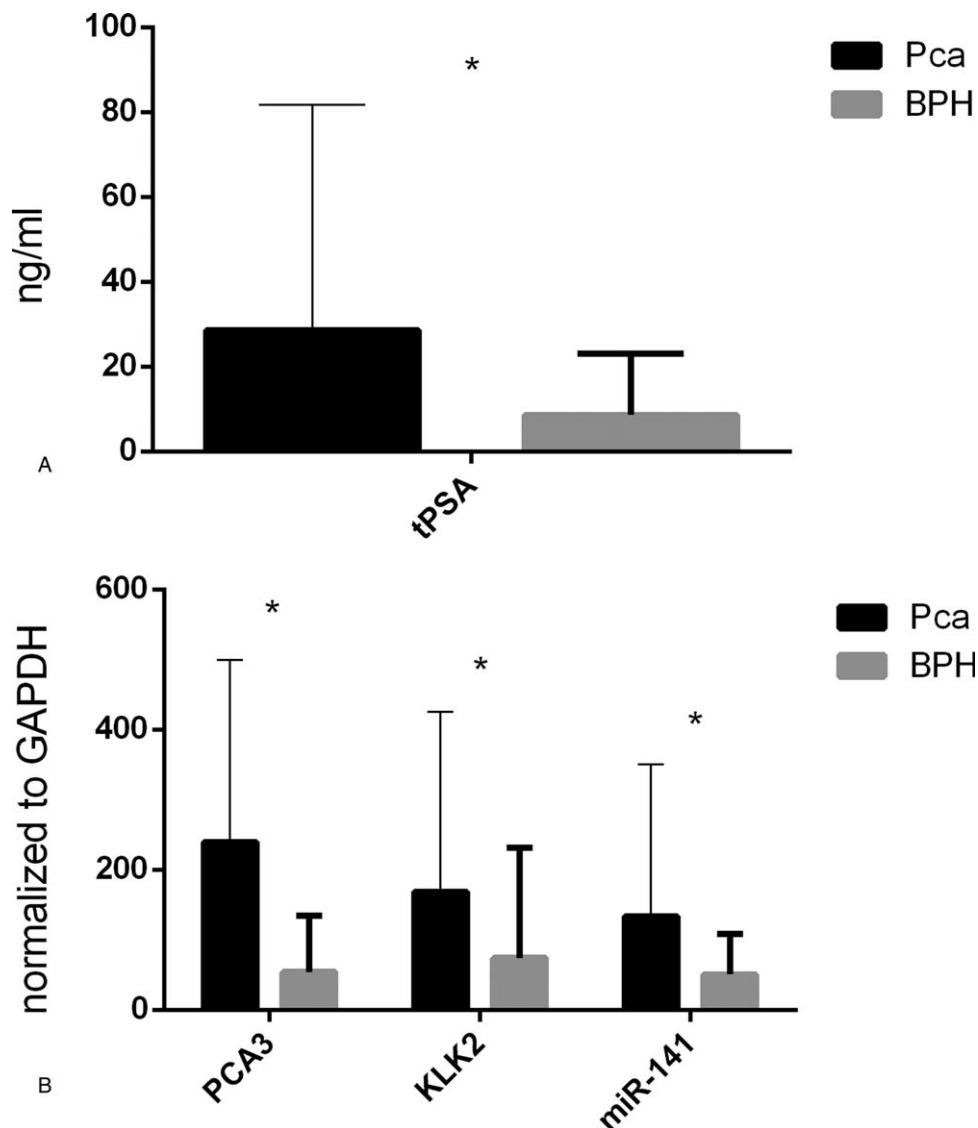 100
80
60
40
20
0
ng/ml
*
Pca
BPH
tPSA
A
600
400
200
0
normalized to GAPDH
*
*
*
Pca
BPH
PCA3
KLK2
miR-141
B